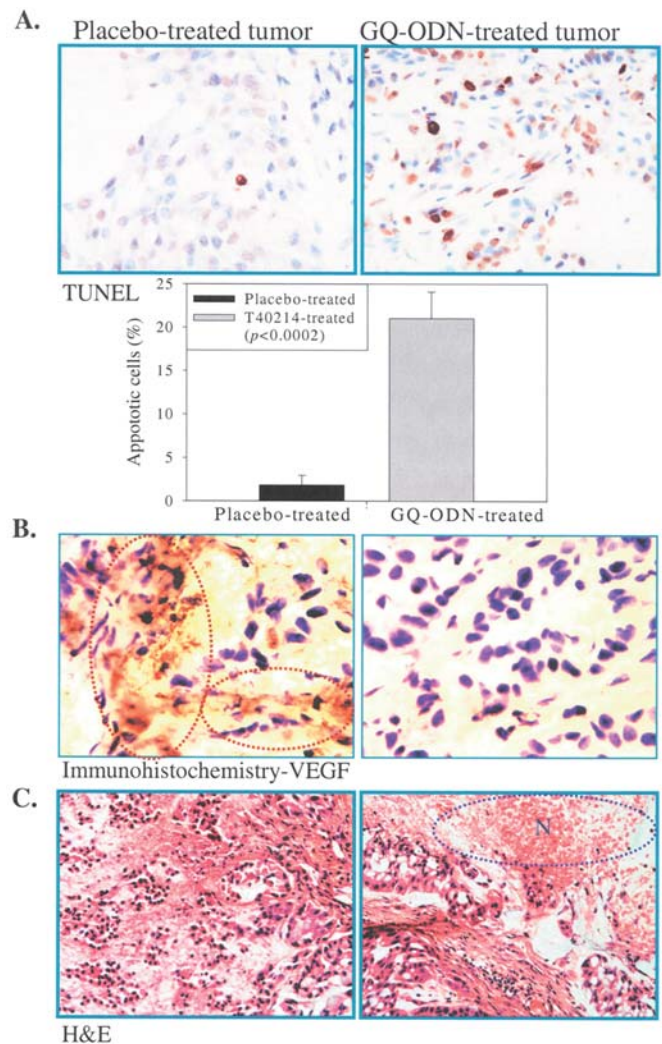 A.
Placebo-treated tumor GQ-ODN-treated tumor
TUNEL
25
20
15
10
5
0
Appototic cells (%)
Placebo-treated
T40214-treated
(p<0.0002)
Placebo-treated GQ-ODN-treated
B.
Immunohistochemistry-VEGF
C.
N
H&E